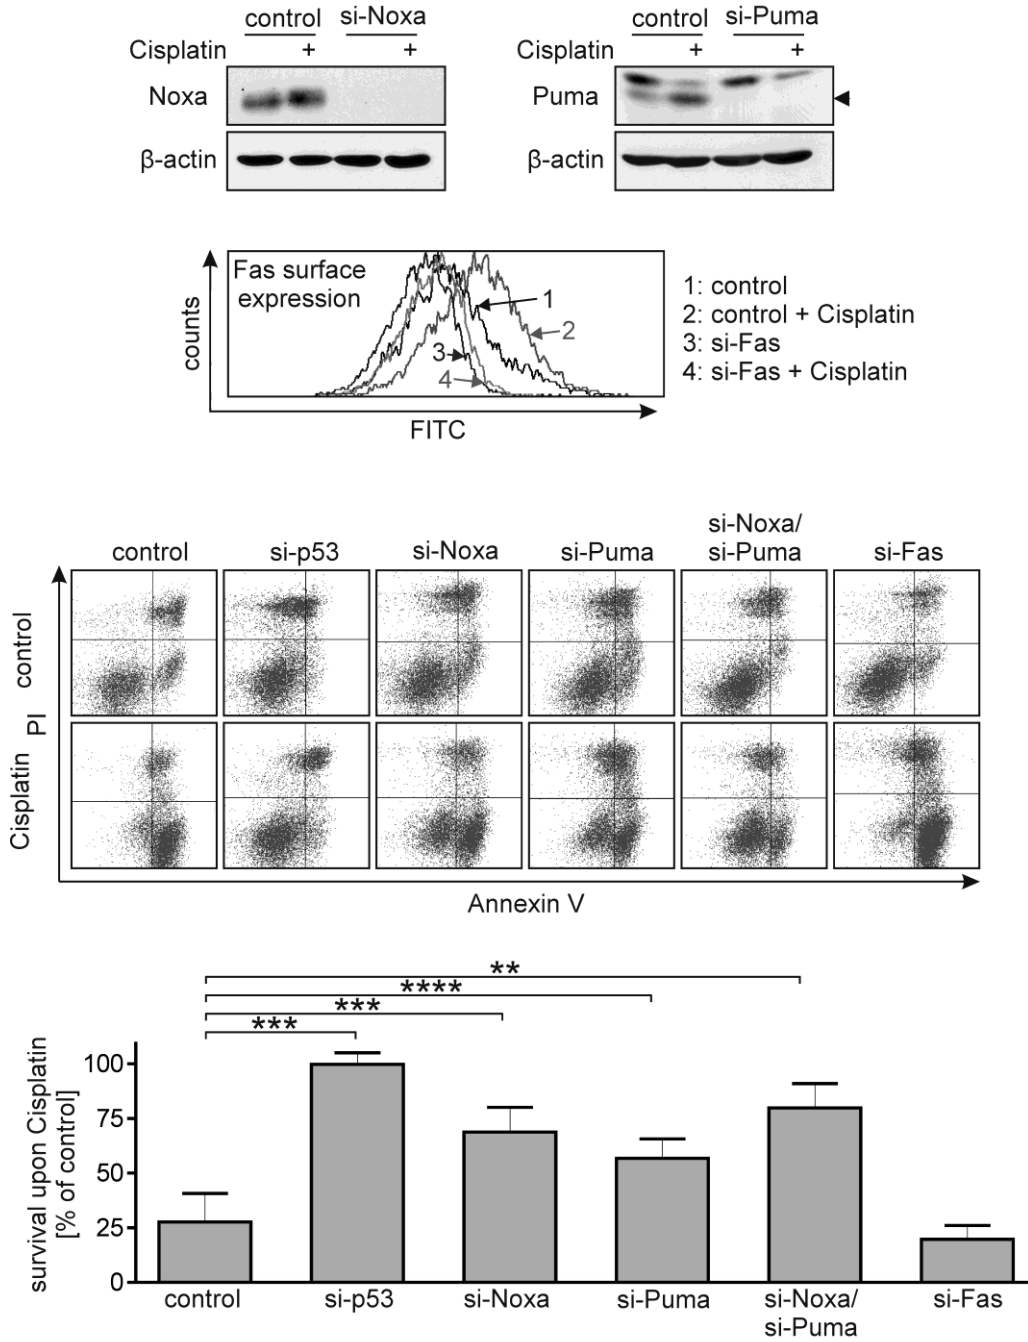 control si-Noxa control si-Puma
Cisplatin + + Cisplatin + +
Noxa Puma
β-actin β-actin
Fas surface
expression
counts
1
2
3
4
FITC
1: control
2: control + Cisplatin
3: si-Fas
4: si-Fas + Cisplatin
si-Noxa/
control si-p53 si-Noxa si-Puma si-Puma si-Fas
control
PI
Cisplatin
Annexin V
**
****
***
***
survival upon Cisplatin
[% of control]
100
75
50
25
0
control si-p53 si-Noxa si-Puma si-Noxa/ si-Fas
si-Puma